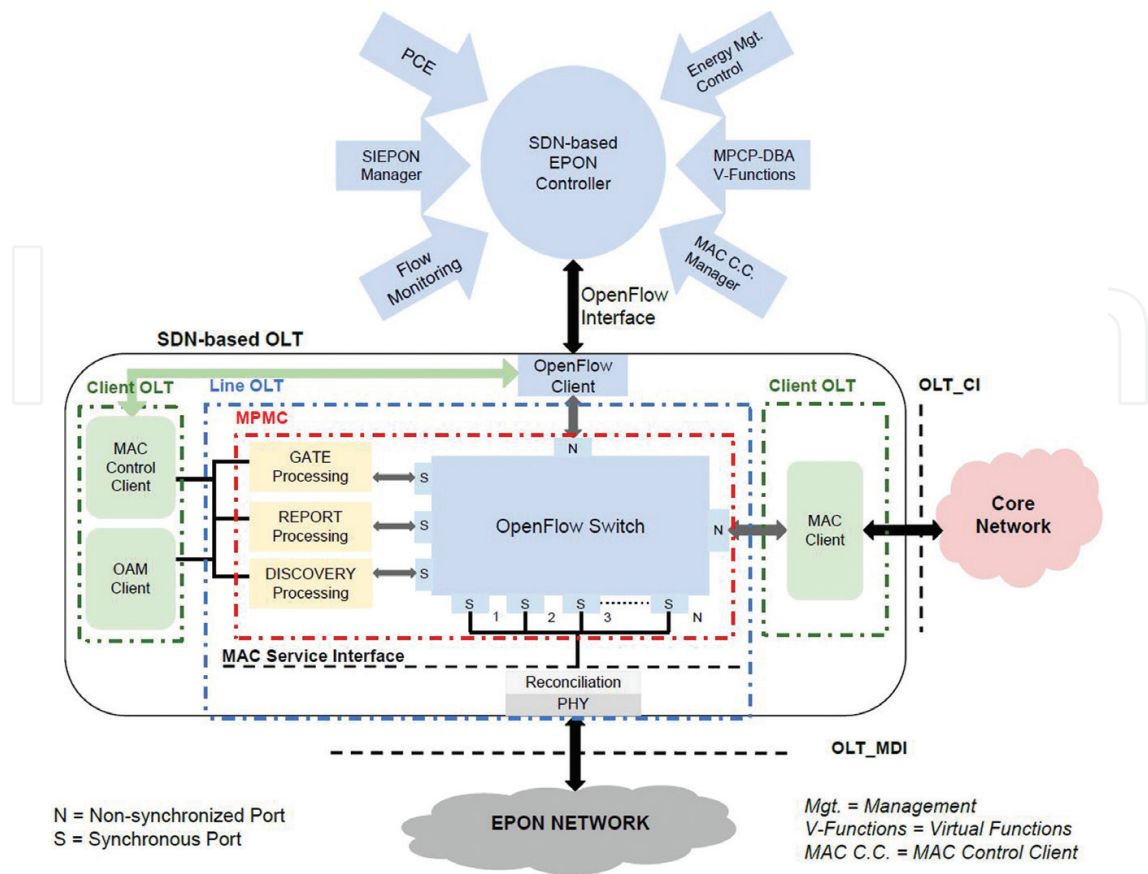 PCE
Energy Mgt.
Control
SIEPON
Manager
SDN-based
EPON
Controller
MPCP-DBA
V-Functions
Flow
Monitoring
MAC C.C.
Manager
OpenFlow
Interface
SDN-based OLT
OpenFlow
Client
Client OLT
Line OLT
Client OLT
OLT_CI
MPMC
N
MAC
Control
Client
GATE
Processing
S
REPORT
Processing
S
OpenFlow Switch
N
MAC
Client
Core
Network
OAM
Client
DISCOVERY
Processing
S
S S S S
1 2 3 N
MAC Service Interface
Reconciliation
PHY
OLT_MDI
EPON NETWORK
N = Non-synchronized Port
S = Synchronous Port
Mgt. = Management
V-Functions = Virtual Functions
MAC C.C. = MAC Control Client